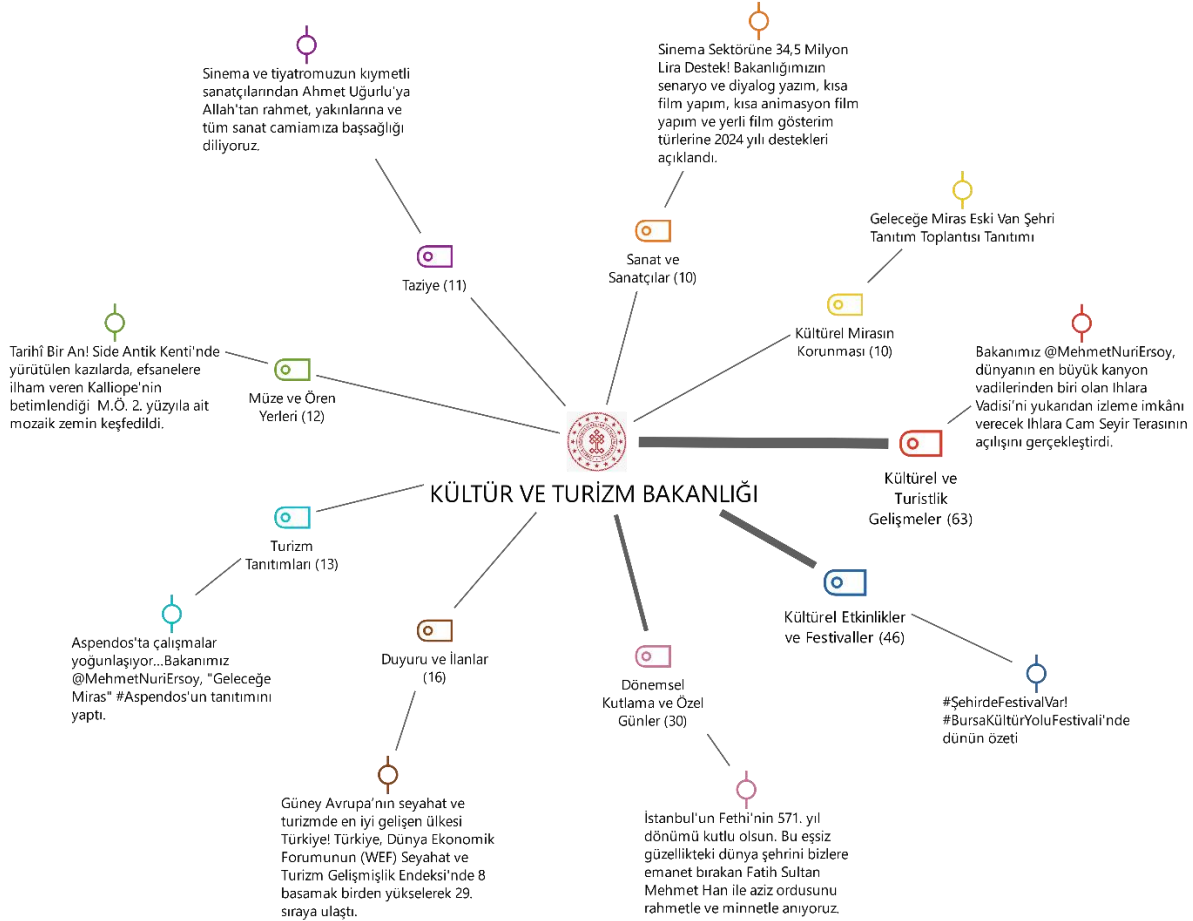 Sinema ve tiyatromuzun kıymetli
sanatçılarından Ahmet Uğurlu'ya
Allah'tan rahmet, yakınlarına ve
tüm sanat camiamıza başsağlığı
diliyoruz.
Sinema Sektörüne 34,5 Milyon
Lira Destek! Bakanlığımızın
senaryo ve diyalog yazım, kısa
film yapım, kısa animasyon film
yapım ve yerli film gösterim
türlerine 2024 yılı destekleri
açıklandı.
Geleceğe Miras Eski Van Şehri
Tanıtım Toplantısı Tanıtımı
Taziye (11)
Sanat ve
Sanatçılar (10)
Kültürel Mirasın
Korunması (10)
Tarihî Bir An! Side Antik Kenti'nde
yürütülen kazılarda, efsanelere
ilham veren Kalliope'nin
betimlendiği M.Ö. 2. yüzyıla ait
mozaik zemin keşfedildi.
Müze ve Ören
Yerleri (12)
Bakanımız @MehmetNuriErsoy,
dünyanın en büyük kanyon
vadilerinden biri olan Ihlara
Vadisi'ni yukarıdan izleme imkânı
verecek Ihlara Cam Seyir Terasının
açılışını gerçekleştirdi.
KÜLTÜR VE TURİZM BAKANLIĞI
Kültürel ve
Turistlik
Gelişmeler (63)
Turizm
Tanıtımları (13)
Kültürel Etkinlikler
ve Festivaller (46)
Aspendos'ta çalışmalar
yoğunlaşıyor...Bakanımız
@MehmetNuriErsoy, "Geleceğe
Miras" #Aspendos'un tanıtımını
yaptı.
Duyuru ve İlanlar
(16)
Dönemsel
Kutlama ve Özel
Günler (30)
#ŞehirdeFestivalVar!
#BursaKültürYoluFestivali'nde
dünün özeti
Güney Avrupa'nın seyahat ve
turizmde en iyi gelişen ülkesi
Türkiye! Türkiye, Dünya Ekonomik
Forumunun (WEF) Seyahat ve
Turizm Gelişmişlik Endeksi'nde 8
basamak birden yükselerek 29.
sıraya ulaştı.
İstanbul'un Fethi'nin 571. yıl
dönümü kutlu olsun. Bu eşsiz
güzellikteki dünya şehrini bizlere
emanet bırakan Fatih Sultan
Mehmet Han ile aziz ordusunu
rahmetle ve minnetle anıyoruz.